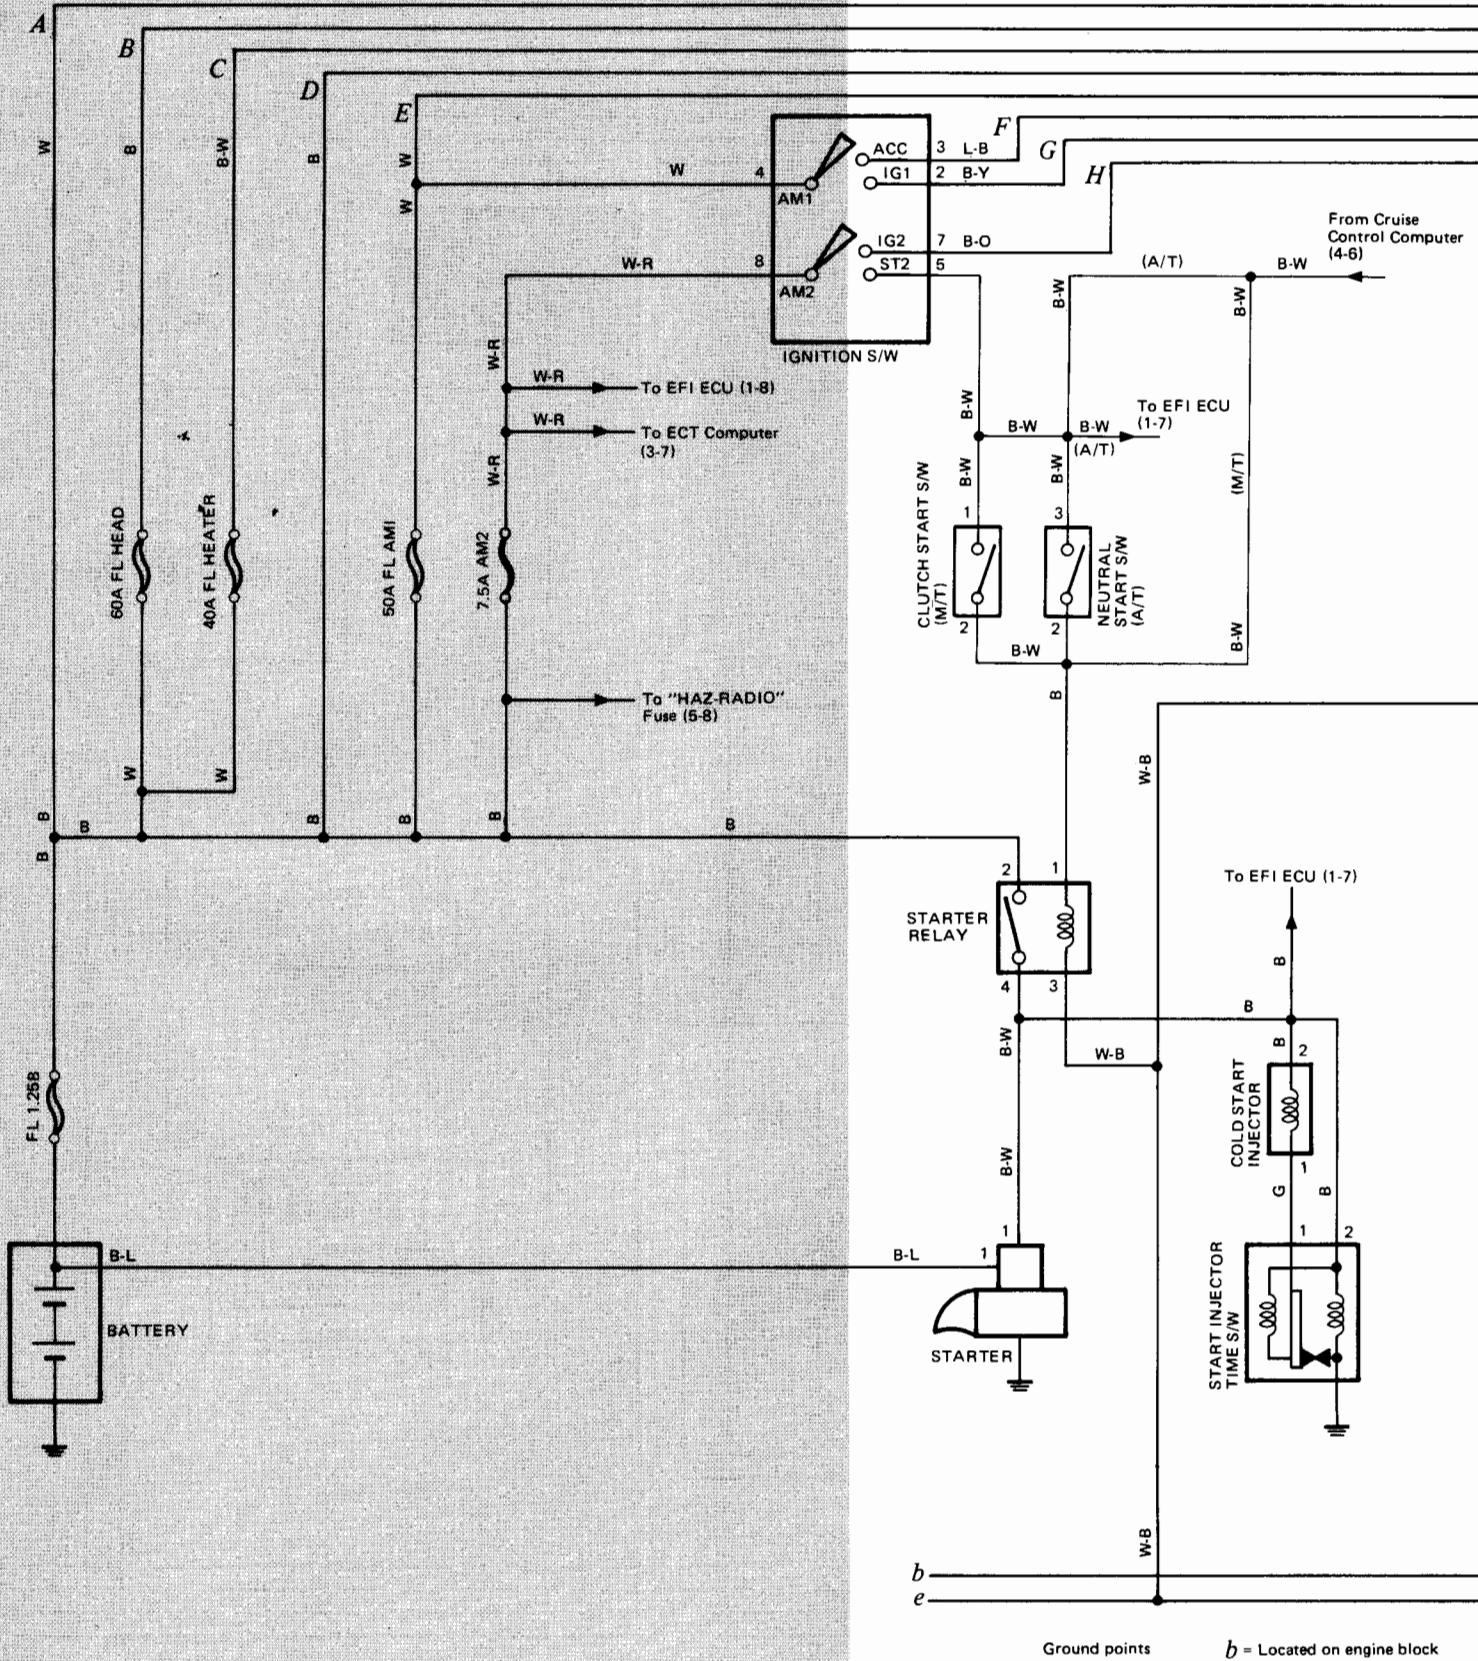 A
B
C
D
E
F
G
H
W
B
B-W
B
W
W
W
4
AM1
ACC
3 L-B
IG1
2 B-Y
IG2
7 B-O
ST2
5
W-R
8
AM2
IGNITION S/W
From Cruise
Control Computer
(4-6)
(A/T)
B-W
B-W
B-W
W-R
W-R
To EFI ECU (1-8)
W-R
To ECT Computer
(3-7)
W-R
B-W
B-W
B-W
(A/T)
To EFI ECU
(1-7)
(M/T)
B-W
B-W
60A FL HEAD
40A FL HEATER
50A FL AM1
7.5A AM2
CLUTCH START S/W
(M/T)
1
2
3
2
NEUTRAL
START S/W
(A/T)
B-W
B-W
B
To "HAZ-RADIO"
Fuse (5-8)
W
W
W-B
B
B
B
B
B
B
B
2
1
STARTER
RELAY
4
3
To EFI ECU (1-7)
B
B
B-W
W-B
B
2
COLD START
INJECTOR
1
FL 1.25B
B-W
G
B
B-L
B-L
1
1
1
2
BATTERY
STARTER
START INJECTOR
TIME S/W
W-B
b
e
Ground points
b = Located on engine block